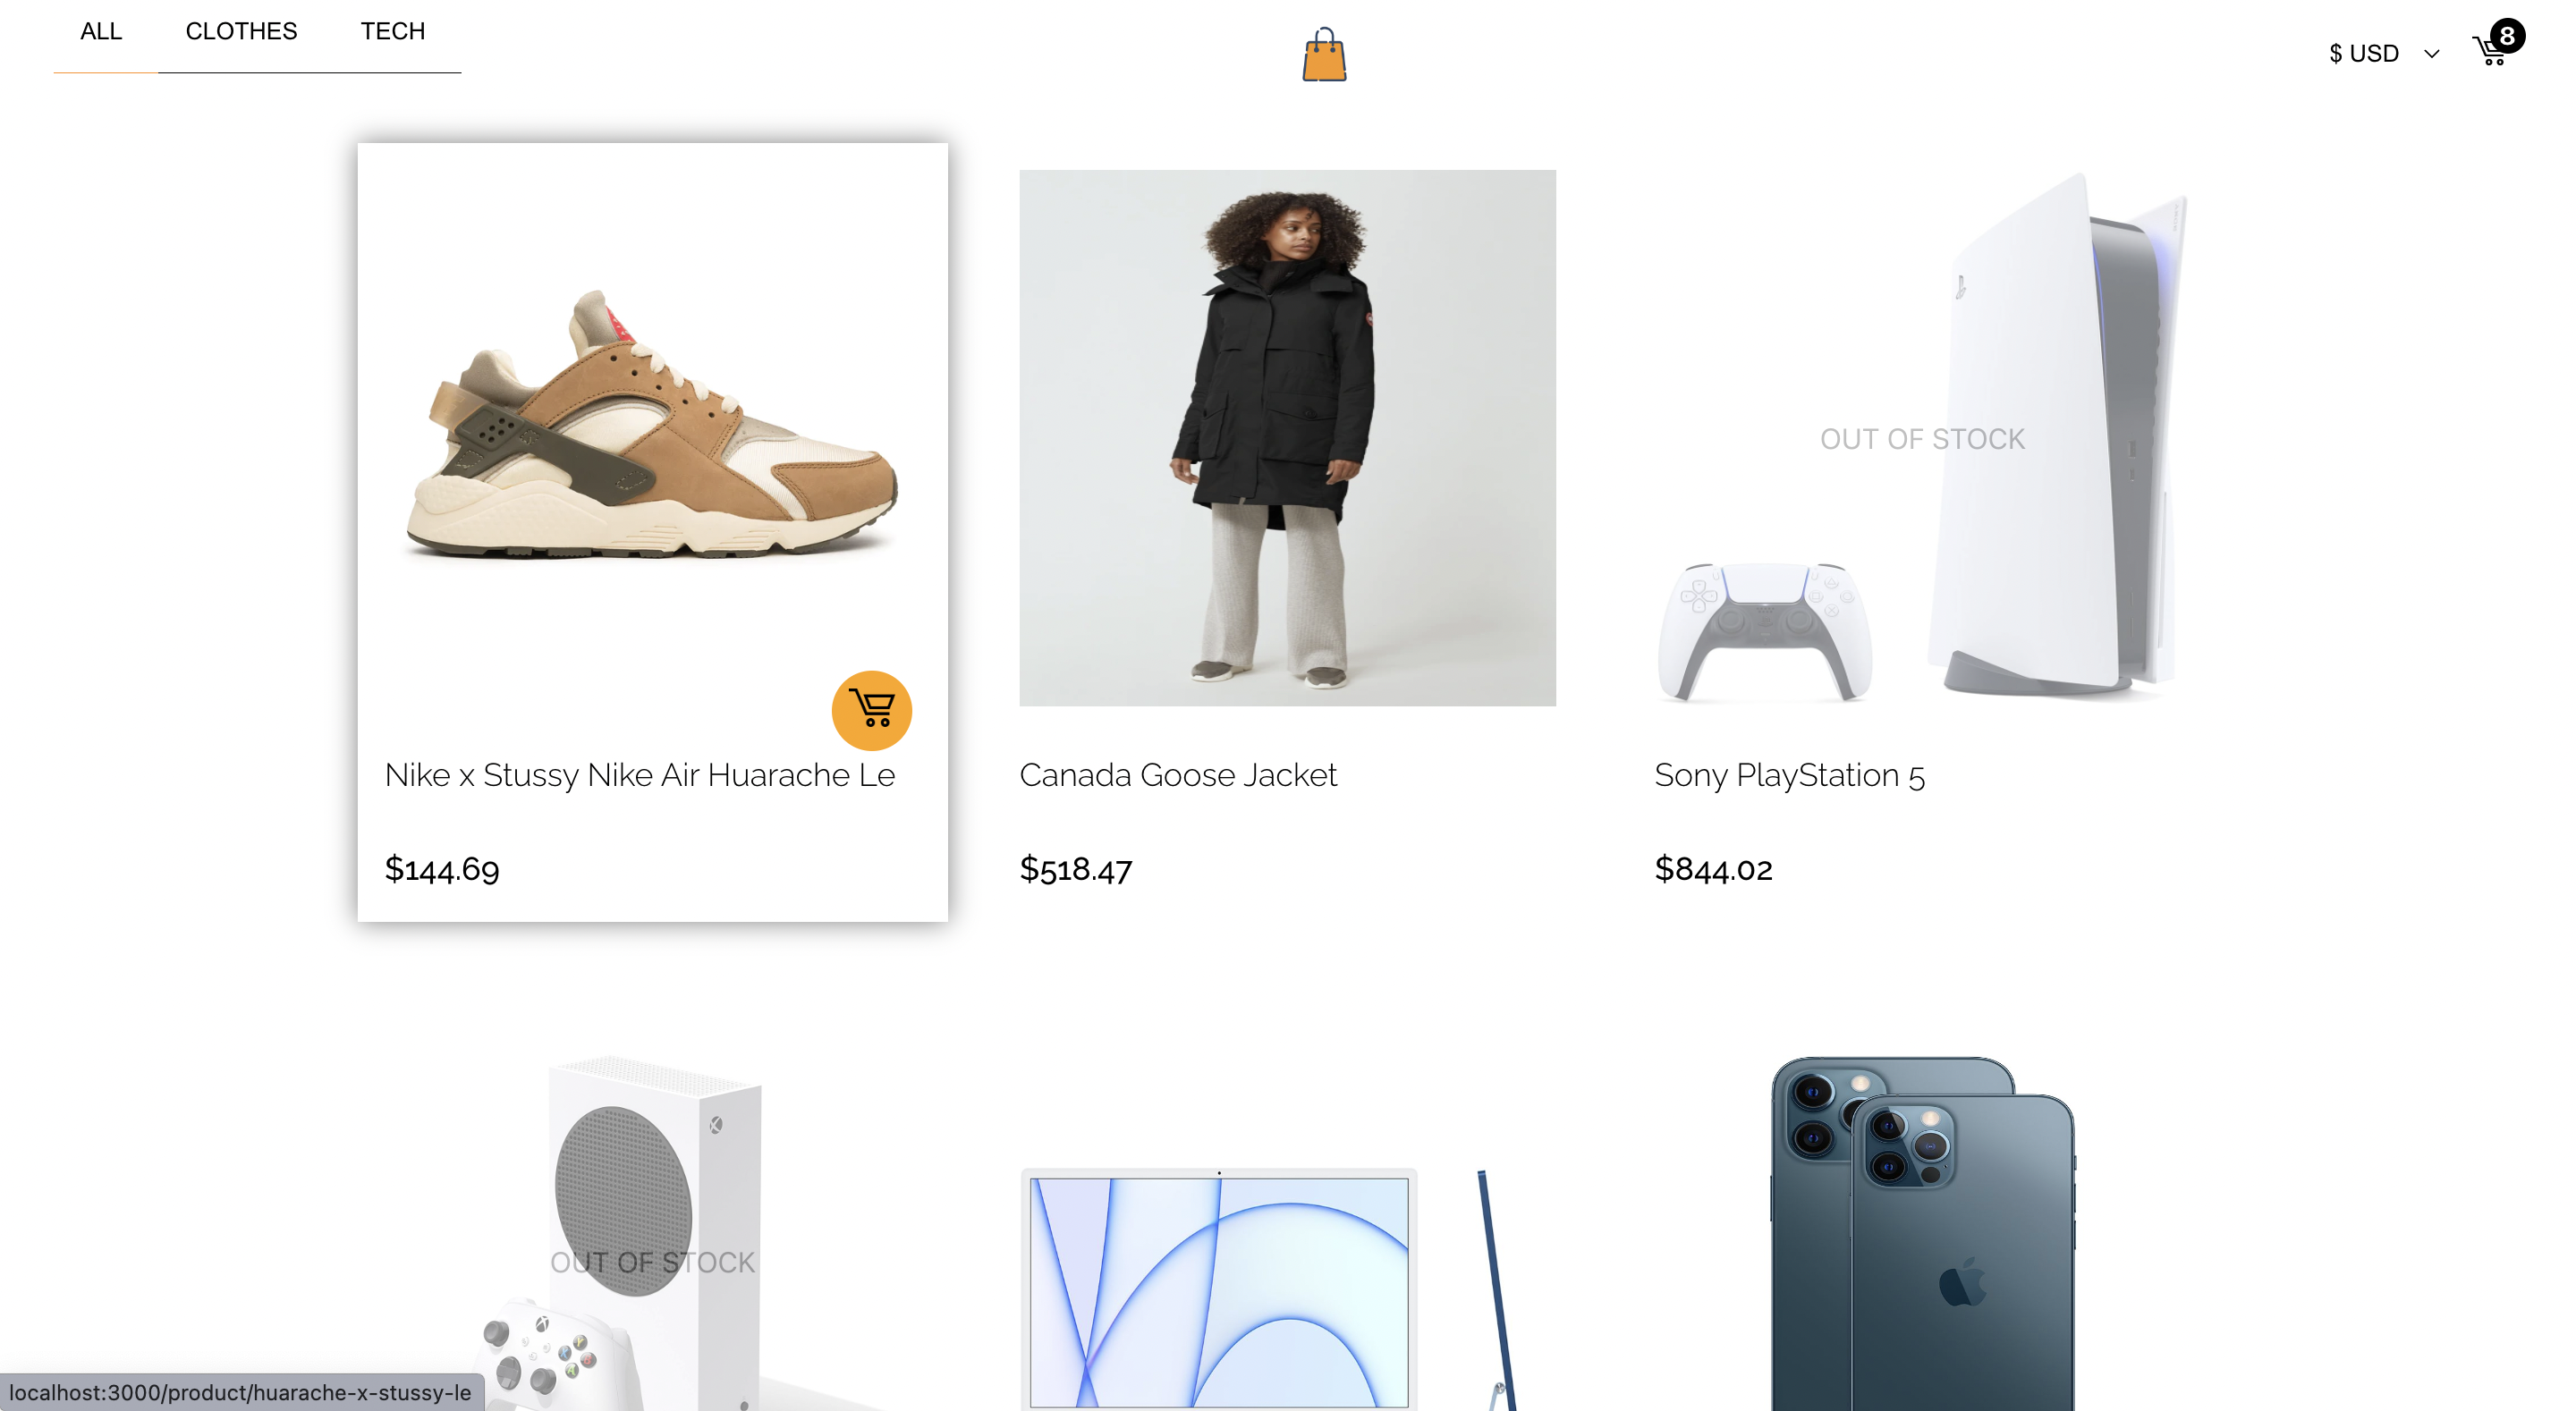 ALL CLOTHES TECH
$ USD 8
OUT OF STOCK
Nike x Stussy Nike Air Huarache Le
Canada Goose Jacket
Sony PlayStation 5
$144.69
$518.47
$844.02
OUT OF STOCK
localhost:3000/product/huarache-x-stussy-le